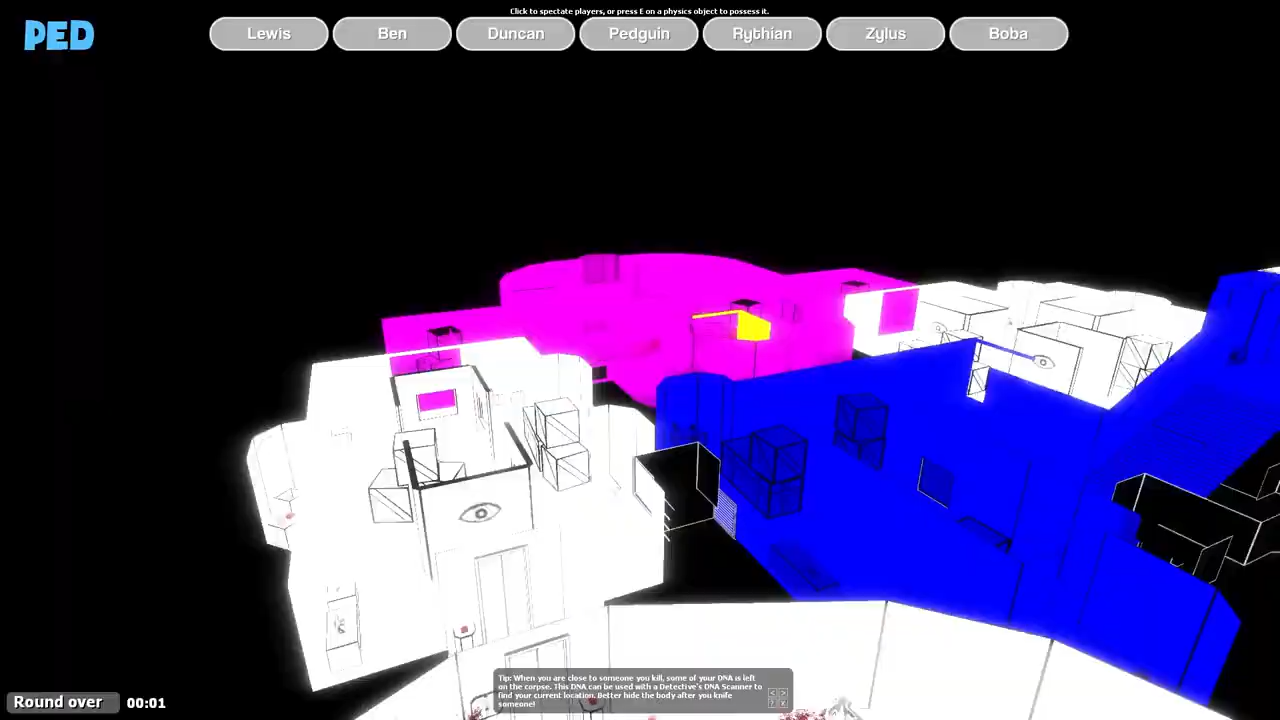 Click to spectate players, or press E on a physics object to possess it.
PED
Lewis
Ben
Duncan
Pedguin
Rythian
Zylus
Boba
Tip: When you are close to someone you kill, some of your DNA is left
on the corpse. This DNA can be used with a Detective's DNA Scanner to
find your current location. Better hide the body after you knife
someone!
Round over
00:01